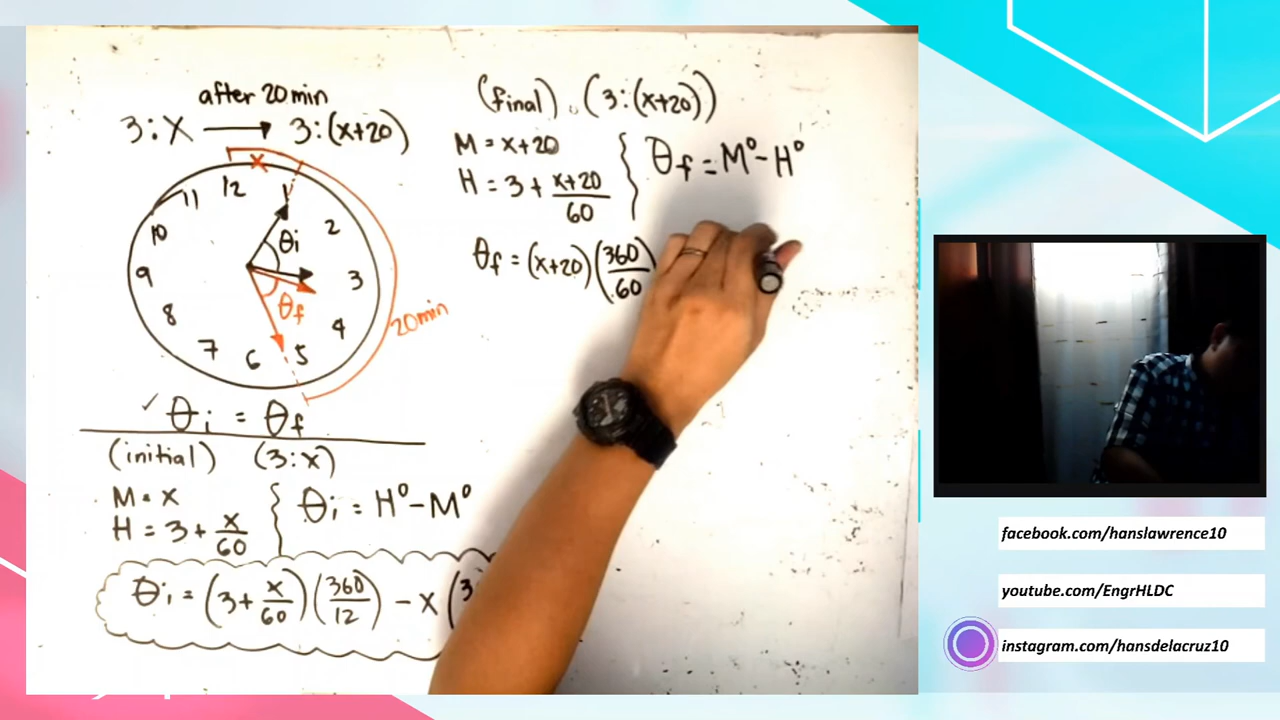 after 20 min
3:X → 3:(x+20)
12
1
2
3
4
5
6
7
8
9
10
11
θi
θf
20min
✓ θi = θf
(initial) (3:x)
M = x
H = 3 + x/60
θi = H° - M°
θi = (3 + x/60)(360/12) - x(3
(final) (3:(x+20))
M = x+20
H = 3 + x+20/60
θf = M° - H°
θf = (x+20)(360/60
facebook.com/hanslawrence10
youtube.com/EngrHLDC
instagram.com/hansdelacruz10